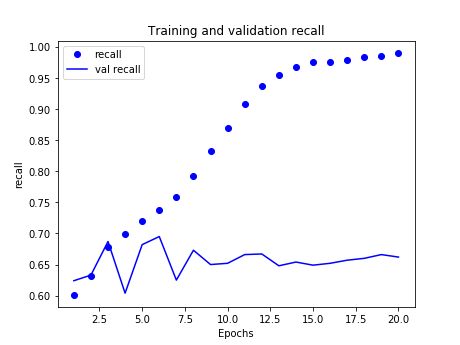 Training and validation recall
1.00
0.95
0.90
0.85
0.80
0.75
0.70
0.65
0.60
recall
recall
val recall
2.5 5.0 7.5 10.0 12.5 15.0 17.5 20.0
Epochs